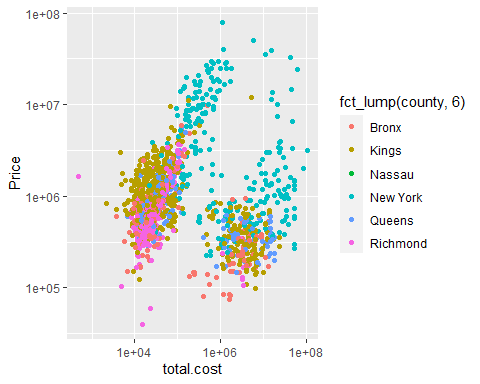 1e+08
1e+07
1e+06
1e+05
Price
1e+04
1e+06
1e+08
total.cost
fct_lump(county, 6)
Bronx
Kings
Nassau
New York
Queens
Richmond